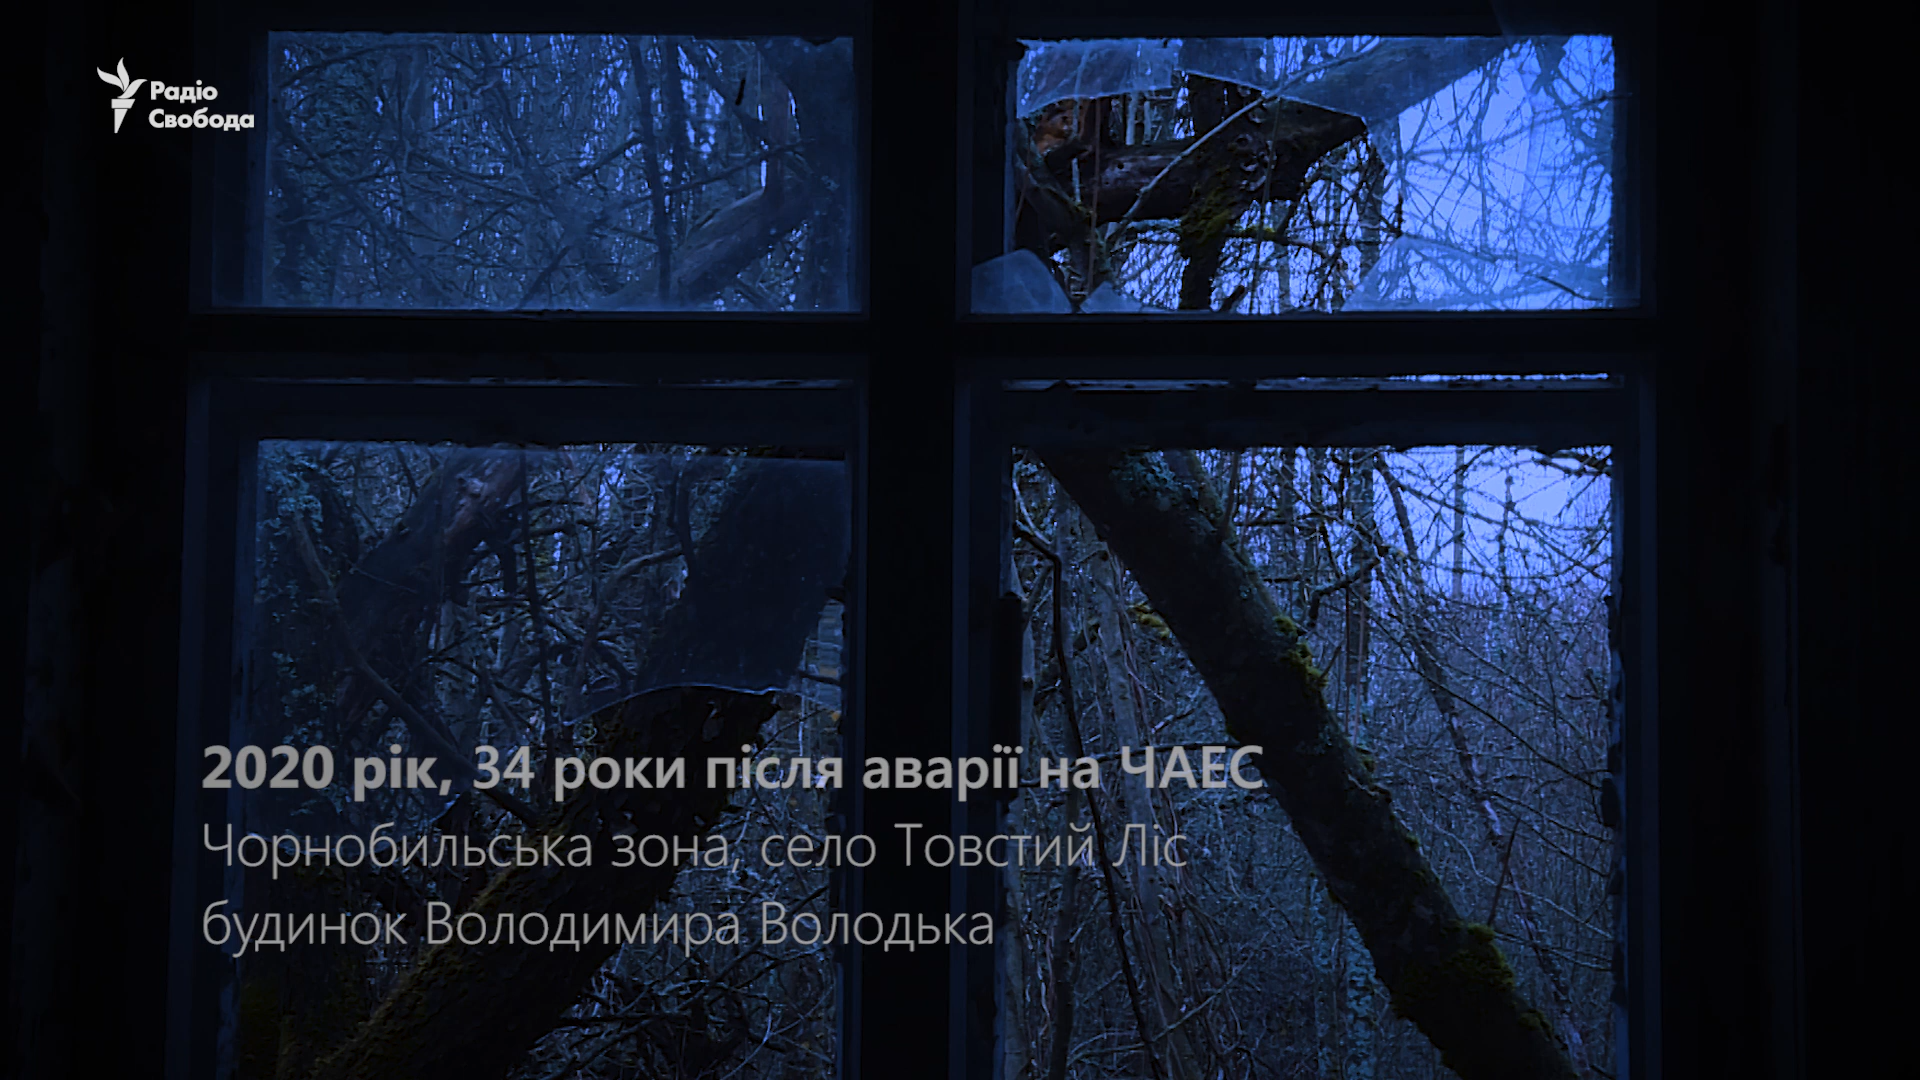 Радіо
Свобода
2020 рік, 34 роки після аварії на ЧАЕС
Чорнобильська зона, село Товстий Ліс
будинок Володимира Володька